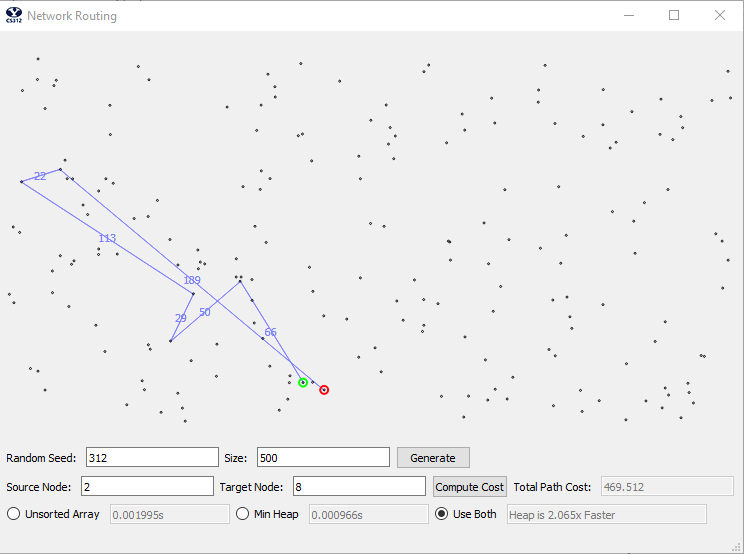 CS312 Network Routing
22
113
189
29 50
66
Random Seed: 312 Size: 500 Generate
Source Node: 2 Target Node: 8 Compute Cost Total Path Cost: 469.512
Unsorted Array 0.001995s Min Heap 0.000966s Use Both Heap is 2.065x Faster